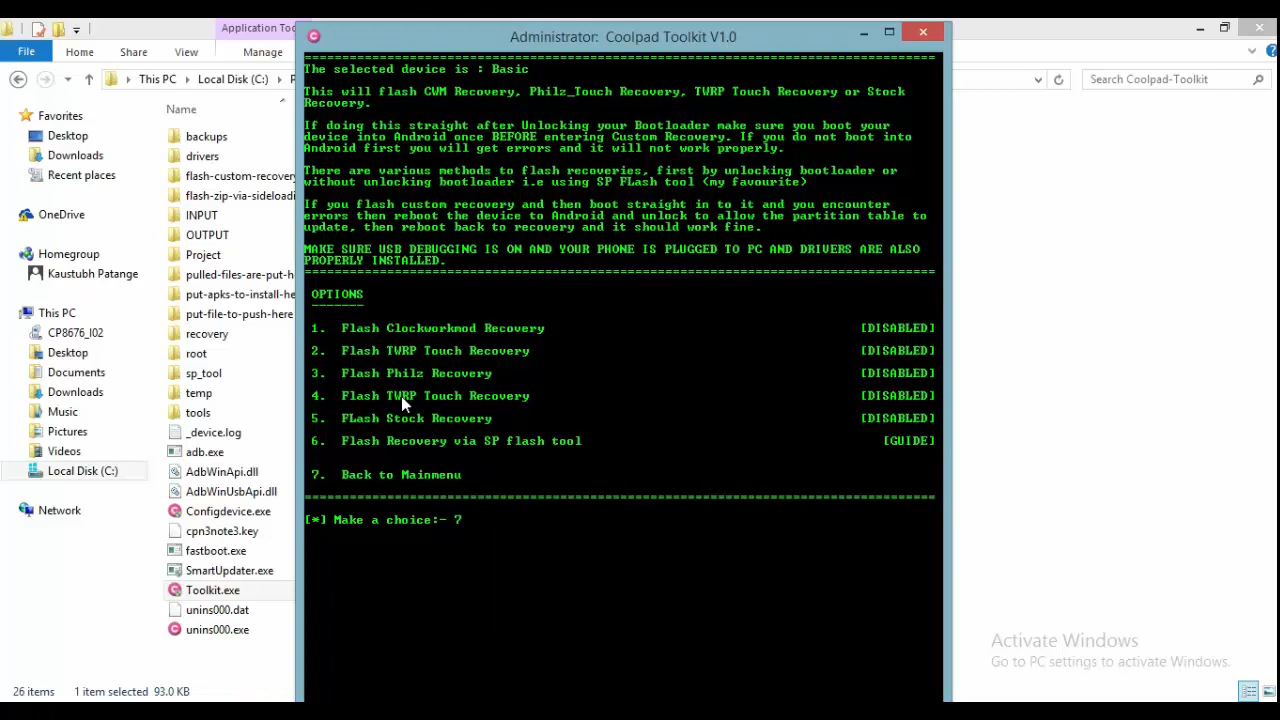 Application Too
Administrator: Coolpad Toolkit V1.0
File
Home
Share
View
Manage
This PC
Local Disk (C:)
P
Search Coolpad-Toolkit
Name
Favorites
Desktop
Downloads
Recent places
OneDrive
Homegroup
Kaustubh Patange
This PC
CP8676_I02
Desktop
Documents
Downloads
Music
Pictures
Videos
Local Disk (C:)
Network
backups
drivers
flash-custom-recovery
flash-zip-via-sideloadi
INPUT
OUTPUT
Project
pulled-files-are-put-h
put-apks-to-install-he
put-file-to-push-here
recovery
root
sp_tool
temp
tools
_device.log
adb.exe
AdbWinApi.dll
AdbWinUsbApi.dll
Configdevice.exe
cpn3note3.key
fastboot.exe
SmartUpdater.exe
Toolkit.exe
unins000.dat
unins000.exe
The selected device is : Basic
This will flash CWM Recovery, Philz_Touch Recovery, TWRP Touch Recovery or Stock
Recovery.
If doing this straight after Unlocking your Bootloader make sure you boot your
device into Android once BEFORE entering Custom Recovery. If you do not boot into
Android first you will get errors and it will not work properly.
There are various methods to flash recoveries, first by unlocking bootloader or
without unlocking bootloader i.e using SP FLash tool (my favourite)
If you flash custom recovery and then boot straight in to it and you encounter
errors then reboot the device to Android and unlock to allow the partition table to
update, then reboot back to recovery and it should work fine.
MAKE SURE USB DEBUGGING IS ON AND YOUR PHONE IS PLUGGED TO PC AND DRIVERS ARE ALSO
PROPERLY INSTALLED.
OPTIONS
1. Flash Clockworkmod Recovery [DISABLED]
2. Flash TWRP Touch Recovery [DISABLED]
3. Flash Philz Recovery [DISABLED]
4. Flash TWRP Touch Recovery [DISABLED]
5. FLash Stock Recovery [DISABLED]
6. Flash Recovery via SP flash tool [GUIDE]
7. Back to Mainmenu
[*] Make a choice:- 7
Activate Windows
Go to PC settings to activate Windows.
26 items
1 item selected 93.0 KB